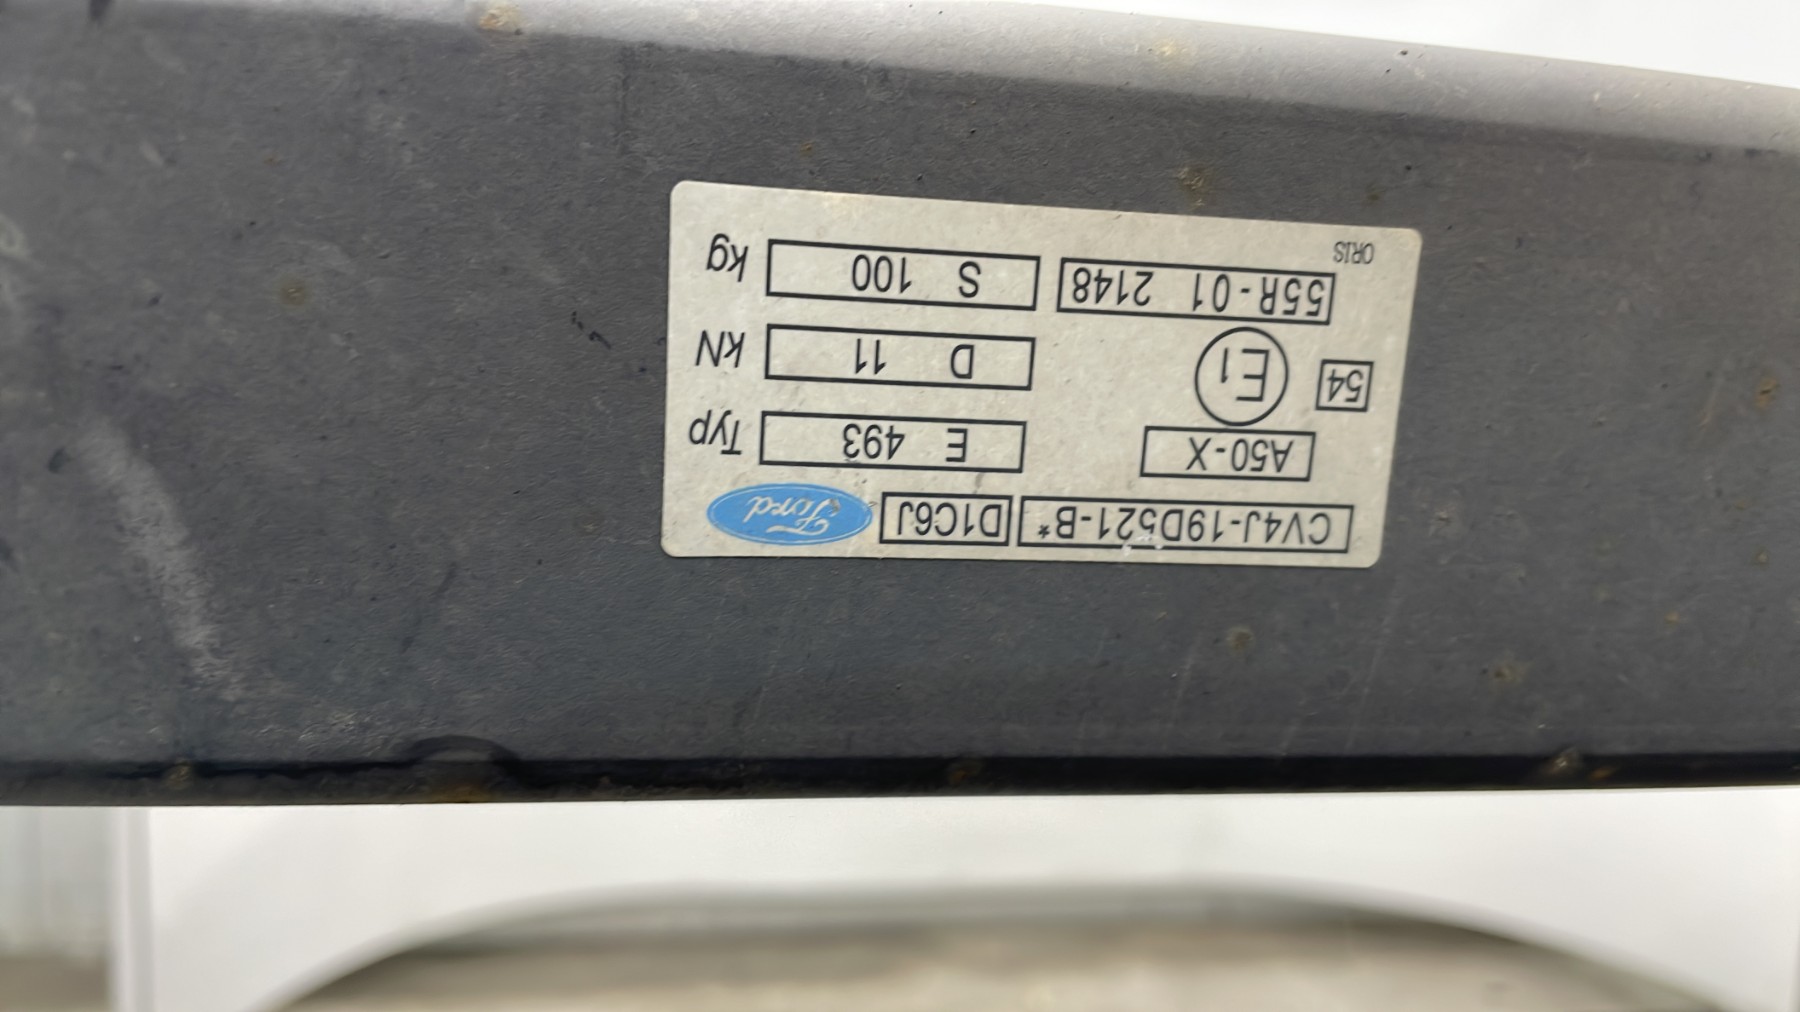 CV4J-19D521-B* D1C6J Ford
A50-X Typ E 493
54 E1 D 11 kN
55R-01 2148 S 100 kg
ORIS